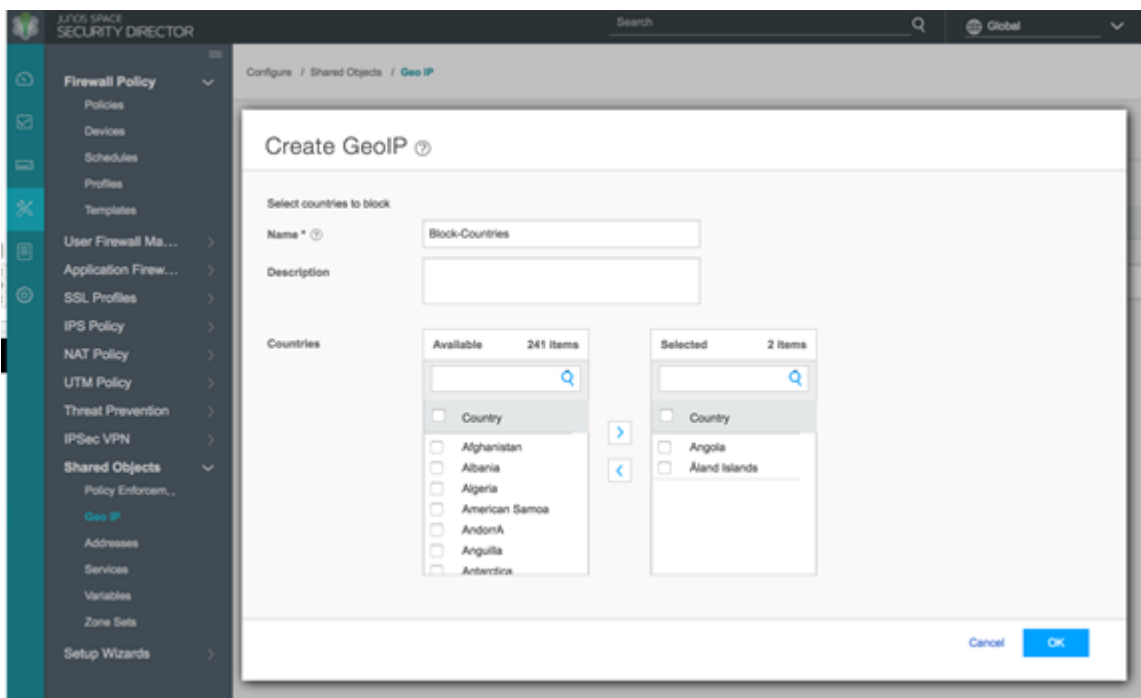 JUNOS SPACE
SECURITY DIRECTOR
Search
Global
Firewall Policy
Policies
Devices
Schedules
Profiles
Templates
User Firewall Ma...
Application Firew...
SSL Profiles
IPS Policy
NAT Policy
UTM Policy
Threat Prevention
IPSec VPN
Shared Objects
Policy Enforcem...
Geo IP
Addresses
Services
Variables
Zone Sets
Setup Wizards
Configure / Shared Objects / Geo IP
Create GeoIP ?
Select countries to block
Name * ?
Block-Countries
Description
Countries
Available 241 items
Country
Afghanistan
Albania
Algeria
American Samoa
AndorrA
Anguilla
Antarctica
> 
<
Selected 2 items
Country
Angola
Åland Islands
Cancel
OK